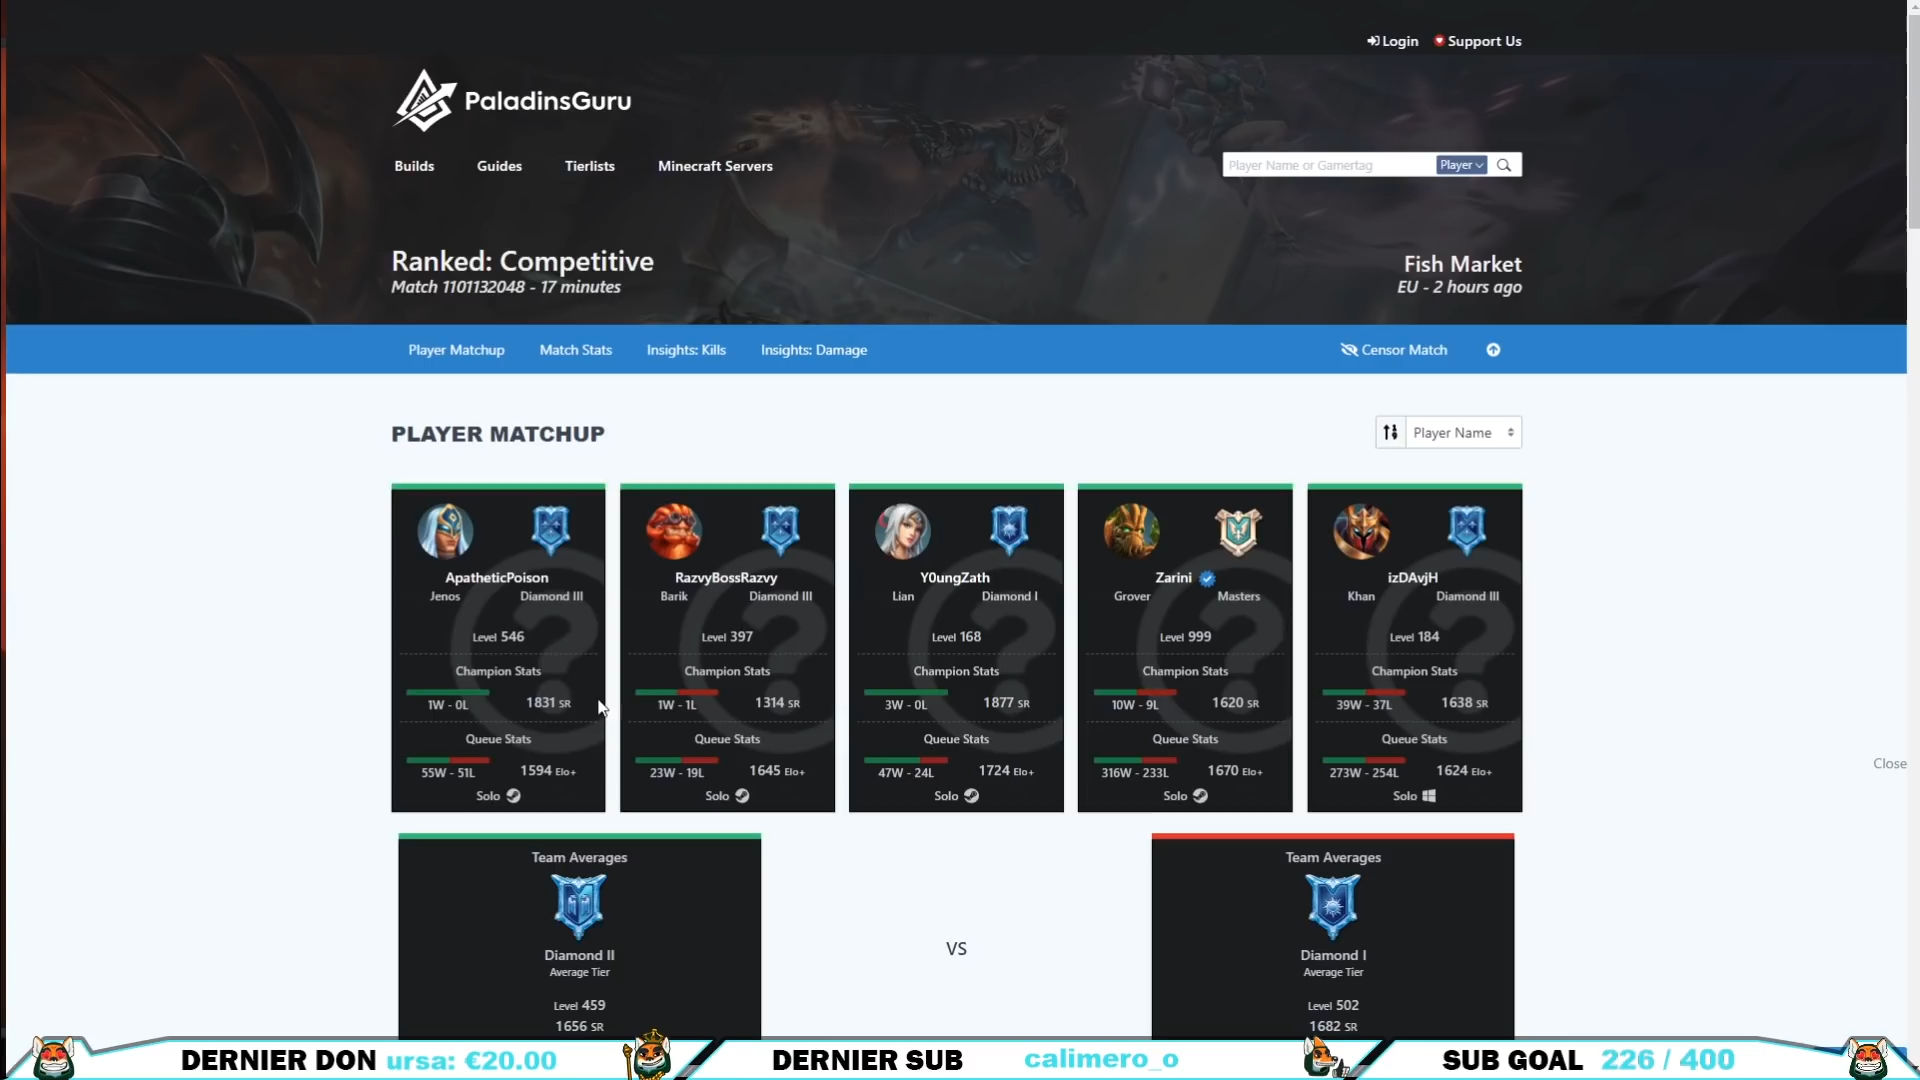 Login Support Us
PaladinsGuru
Builds Guides Tierlists Minecraft Servers
Player Name or Gamertag Player
Ranked: Competitive
Match 1101132048 - 17 minutes
Fish Market
EU - 2 hours ago
Player Matchup Match Stats Insights: Kills Insights: Damage Censor Match
PLAYER MATCHUP
Player Name
ApatheticPoison
Jenos Diamond III
Level 546
Champion Stats
1W - 0L 1831 SR
Queue Stats
55W - 51L 1594 Elo+
Solo
RazvyBossRazvy
Barik Diamond III
Level 397
Champion Stats
1W - 1L 1314 SR
Queue Stats
23W - 19L 1645 Elo+
Solo
Y0ungZath
Lian Diamond I
Level 168
Champion Stats
3W - 0L 1877 SR
Queue Stats
47W - 24L 1724 Elo+
Solo
Zarini
Grover Masters
Level 999
Champion Stats
10W - 9L 1620 SR
Queue Stats
316W - 233L 1670 Elo+
Solo
izDAvjH
Khan Diamond III
Level 184
Champion Stats
39W - 37L 1638 SR
Queue Stats
273W - 254L 1624 Elo+
Solo
Close
Team Averages
Diamond II
Average Tier
Level 459
1656 SR
VS
Team Averages
Diamond I
Average Tier
Level 502
1682 SR
DERNIER DON ursa: €20.00 DERNIER SUB calimero_o SUB GOAL 226 / 400